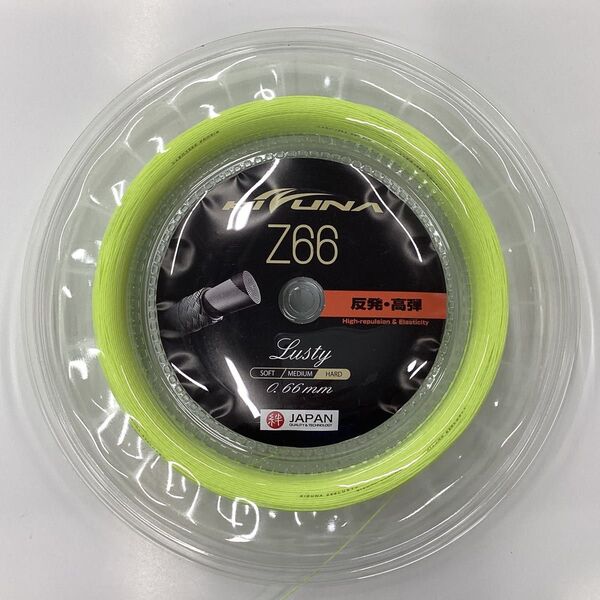 KIZUNA
Z66
反発・高弾
High-repulsion & Elasticity
Lusty
SOFT MEDIUM HARD
0.66mm
絆 JAPAN
QUALITY & TECHNOLOGY